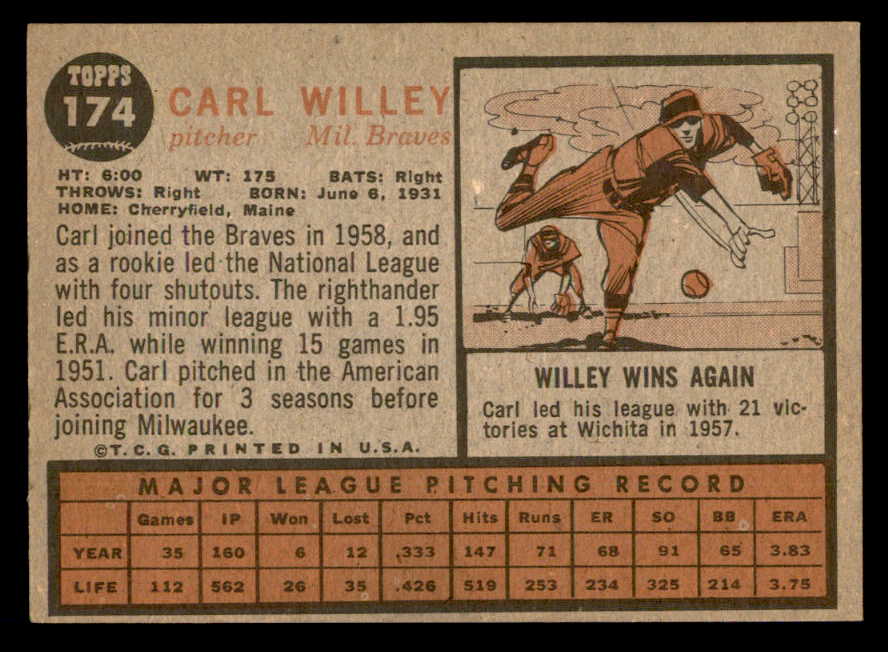 TOPPS
174
CARL WILLEY
pitcher Mil. Braves
HT: 6:00 WT: 175 BATS: Right
THROWS: Right BORN: June 6, 1931
HOME: Cherryfield, Maine
Carl joined the Braves in 1958, and
as a rookie led the National League
with four shutouts. The righthander
led his minor league with a 1.95
E.R.A. while winning 15 games in
1951. Carl pitched in the American
Association for 3 seasons before
joining Milwaukee.
©T.C.G. PRINTED IN U.S.A.
WILLEY WINS AGAIN
Carl led his league with 21 vic-
tories at Wichita in 1957.
MAJOR LEAGUE PITCHING RECORD
Games IP Won Lost Pct Hits Runs ER SO BB ERA
YEAR 35 160 6 12 .333 147 71 68 91 65 3.83
LIFE 112 562 26 35 .426 519 253 234 325 214 3.75